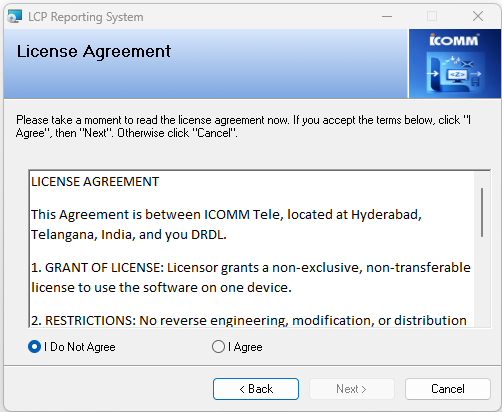 LCP Reporting System
License Agreement
ICOMM™
<Z>
Please take a moment to read the license agreement now. If you accept the terms below, click "I
Agree", then "Next". Otherwise click "Cancel".
LICENSE AGREEMENT
This Agreement is between ICOMM Tele, located at Hyderabad,
Telangana, India, and you DRDL.
1. GRANT OF LICENSE: Licensor grants a non-exclusive, non-transferable
license to use the software on one device.
2. RESTRICTIONS: No reverse engineering, modification, or distribution
I Do Not Agree
I Agree
< Back
Next >
Cancel